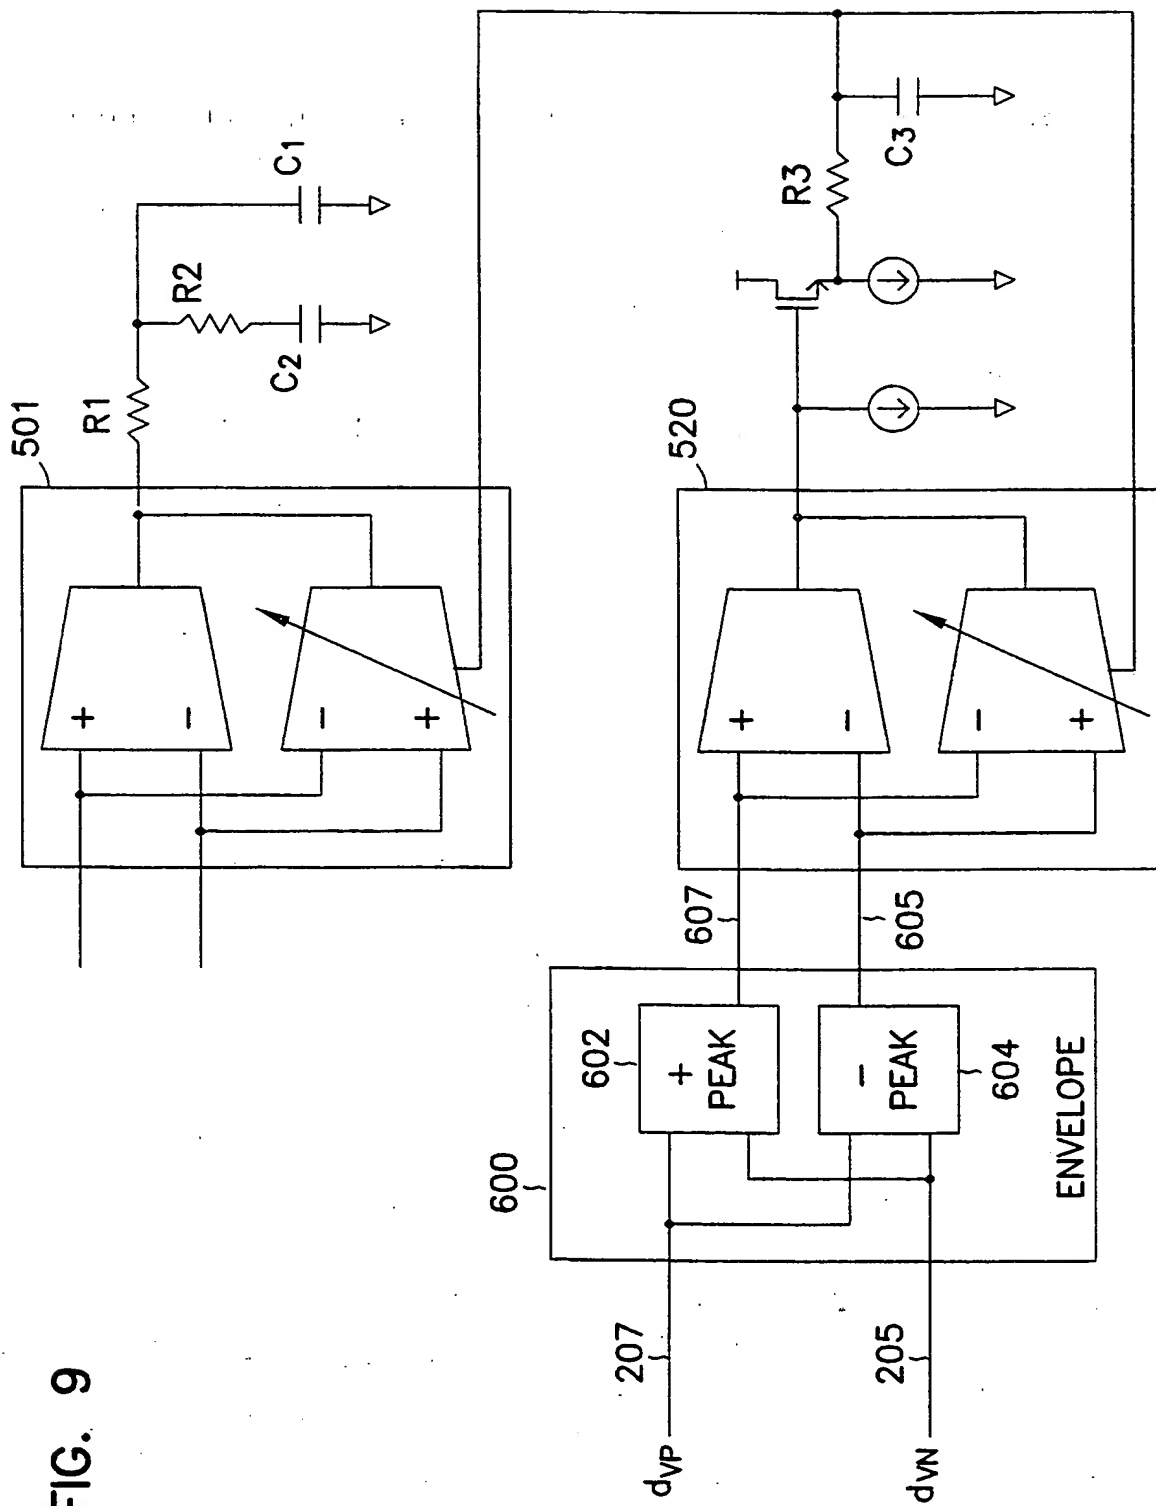 FIG. 9
501
R1
R2
C1
C2
+
−
−
+
520
R3
C3
+
−
−
+
607
605
600
602
+
PEAK
−
PEAK
604
ENVELOPE
207
205
dVP
dVN